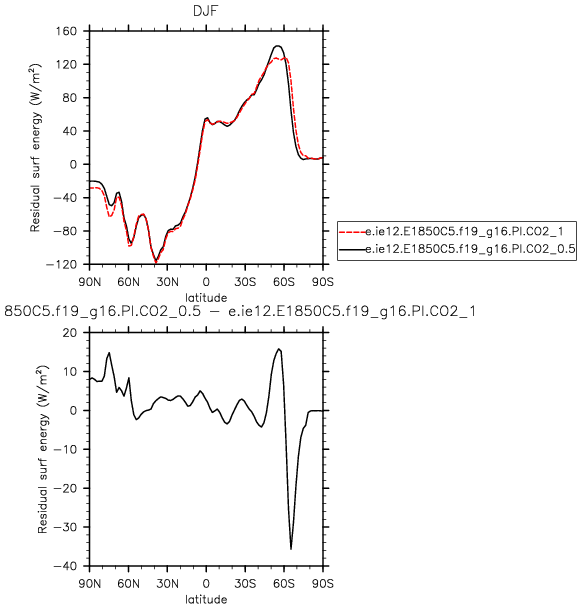 DJF
160
120
80
40
0
−40
−80
−120
Residual surf energy (W/m²)
90N 60N 30N 0 30S 60S 90S
latitude
e.ie12.E1850C5.f19_g16.PI.CO2_1
e.ie12.E1850C5.f19_g16.PI.CO2_0.5
850C5.f19_g16.PI.CO2_0.5 − e.ie12.E1850C5.f19_g16.PI.CO2_1
20
10
0
−10
−20
−30
−40
Residual surf energy (W/m²)
90N 60N 30N 0 30S 60S 90S
latitude